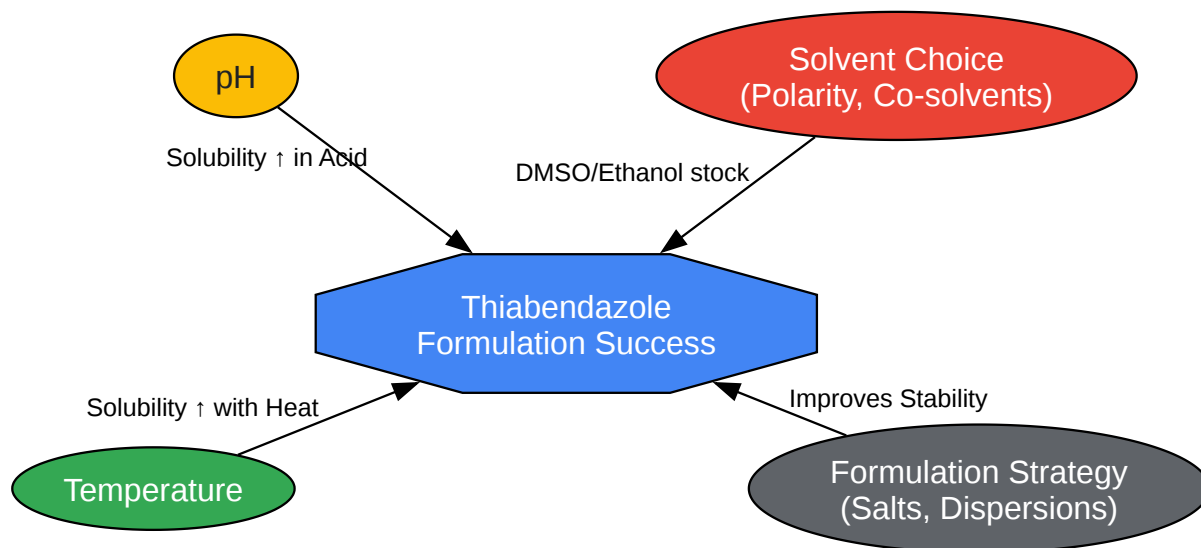 pH
Solvent Choice
(Polarity, Co-solvents)
Solubility ↑ in Acid
DMSO/Ethanol stock
Thiabendazole
Formulation Success
Solubility ↑ with Heat
Improves Stability
Temperature
Formulation Strategy
(Salts, Dispersions)